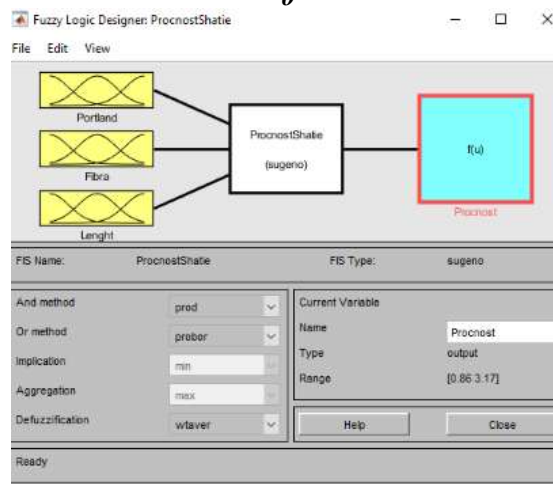 Fuzzy Logic Designer: ProcnostShatie
File Edit View
Portland
Fibra
Lenght
ProcnostShatie
(sugeno)
f(u)
Procnost
FIS Name: ProcnostShatie FIS Type: sugeno
And method prod
Or method probor
Implication min
Aggregation max
Defuzzification wtaver
Current Variable
Name Procnost
Type output
Range [0.86 3.17]
Help Close
Ready